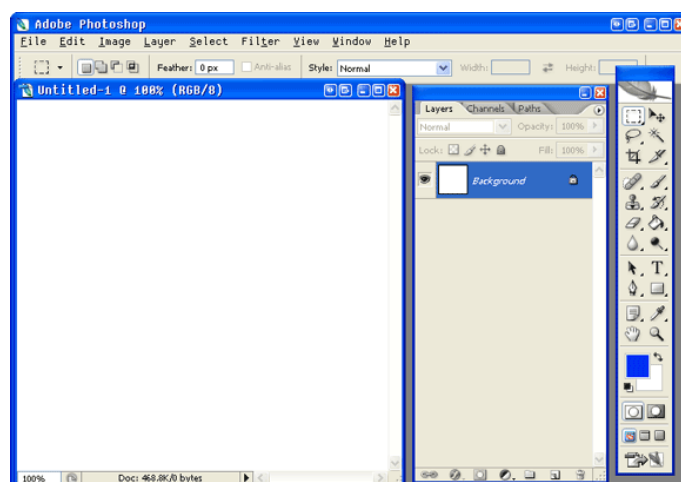 Adobe Photoshop
File Edit Image Layer Select Filter View Window Help
Feather: 0 px Anti-alias Style: Normal Width: Height:
Untitled-1 @ 100% (RGB/8)
Layers Channels Paths
Normal Opacity: 100%
Lock: Fill: 100%
Background
100% Doc: 468.8K/0 bytes